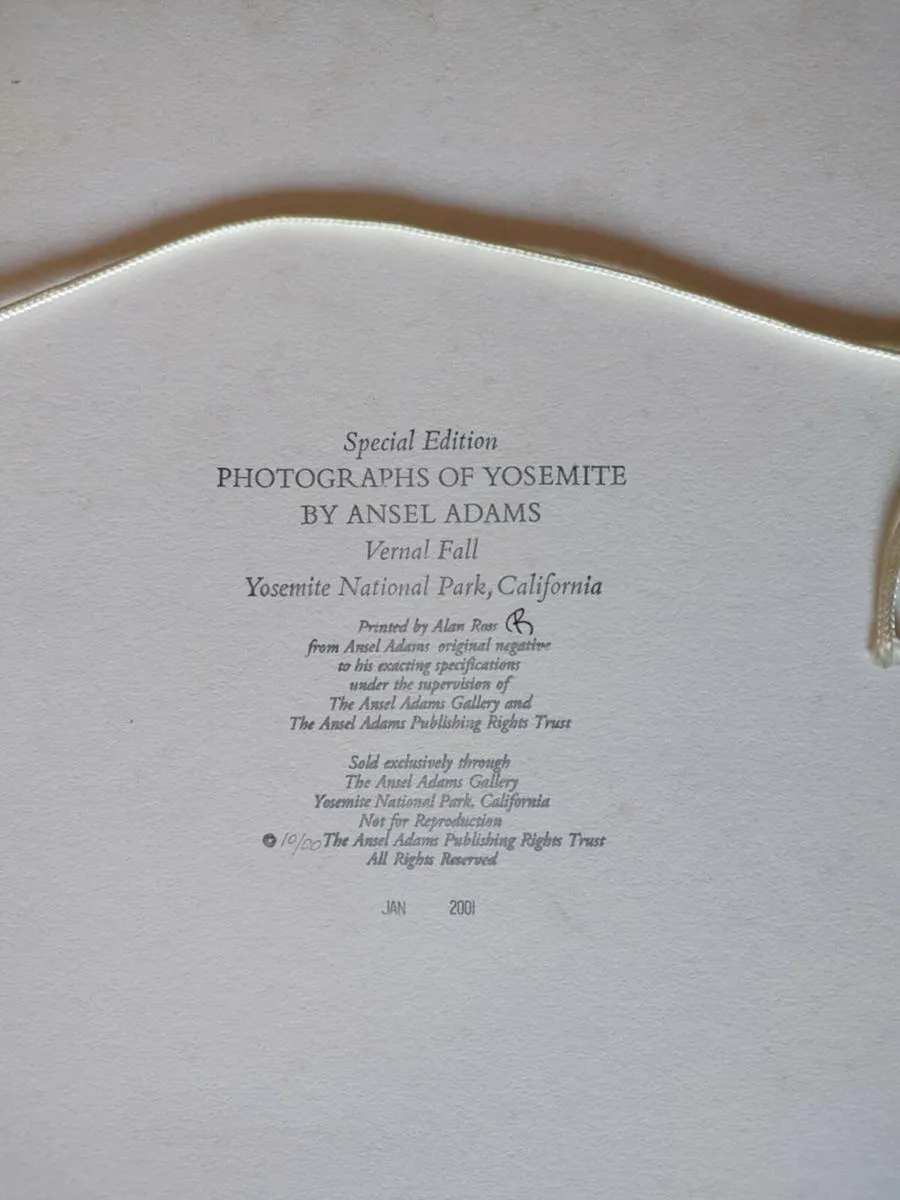 Special Edition
PHOTOGRAPHS OF YOSEMITE
BY ANSEL ADAMS
Vernal Fall
Yosemite National Park, California
Printed by Alan Ross R
from Ansel Adams original negative
to his exacting specifications
under the supervision of
The Ansel Adams Gallery and
The Ansel Adams Publishing Rights Trust
Sold exclusively through
The Ansel Adams Gallery
Yosemite National Park, California
Not for Reproduction
© 10/00 The Ansel Adams Publishing Rights Trust
All Rights Reserved
JAN 2001